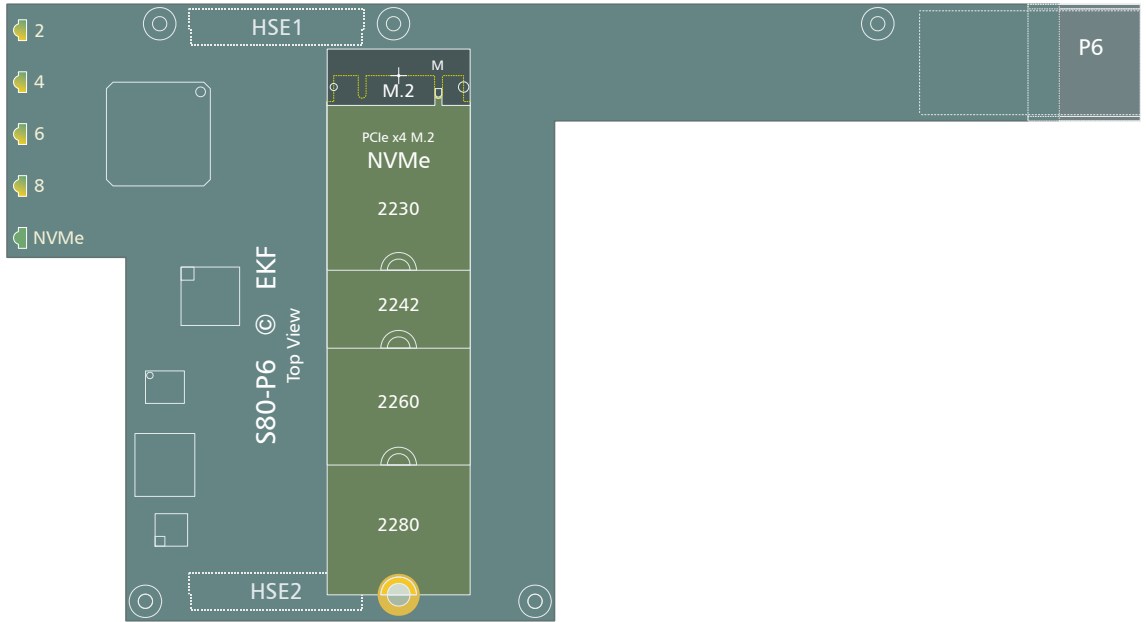 2
4
6
8
NVMe
HSE1
P6
M
M.2
PCIe x4 M.2
NVMe
2230
2242
2260
2280
S80-P6 © EKF
Top View
HSE2